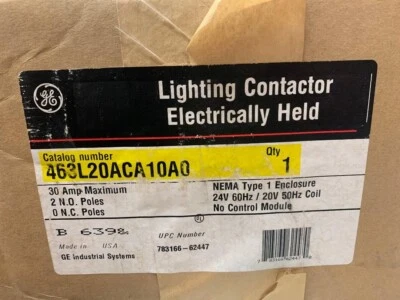 GE
Lighting Contactor
Electrically Held
Catalog number
Qty
463L20ACA10A0
1
30 Amp Maximum
2 N.O. Poles
0 N.C. Poles
NEMA Type 1 Enclosure
24V 60Hz / 20V 50Hz Coil
No Control Module
B 6398
UL
UPC Number
Made in USA
783166-62447
GE Industrial Systems